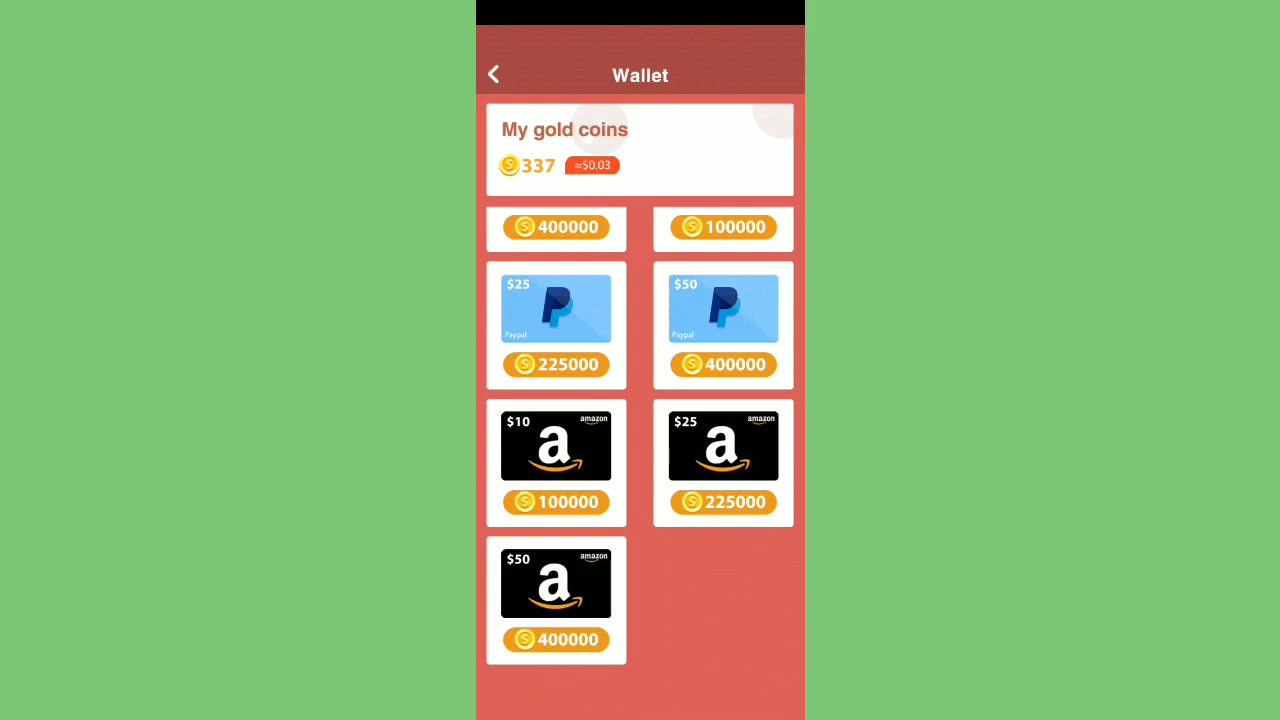 Wallet
My gold coins
337 ≈$0.03
400000 100000
$25 Paypal
225000
$50 Paypal
400000
$10 amazon
100000
$25 amazon
225000
$50 amazon
400000